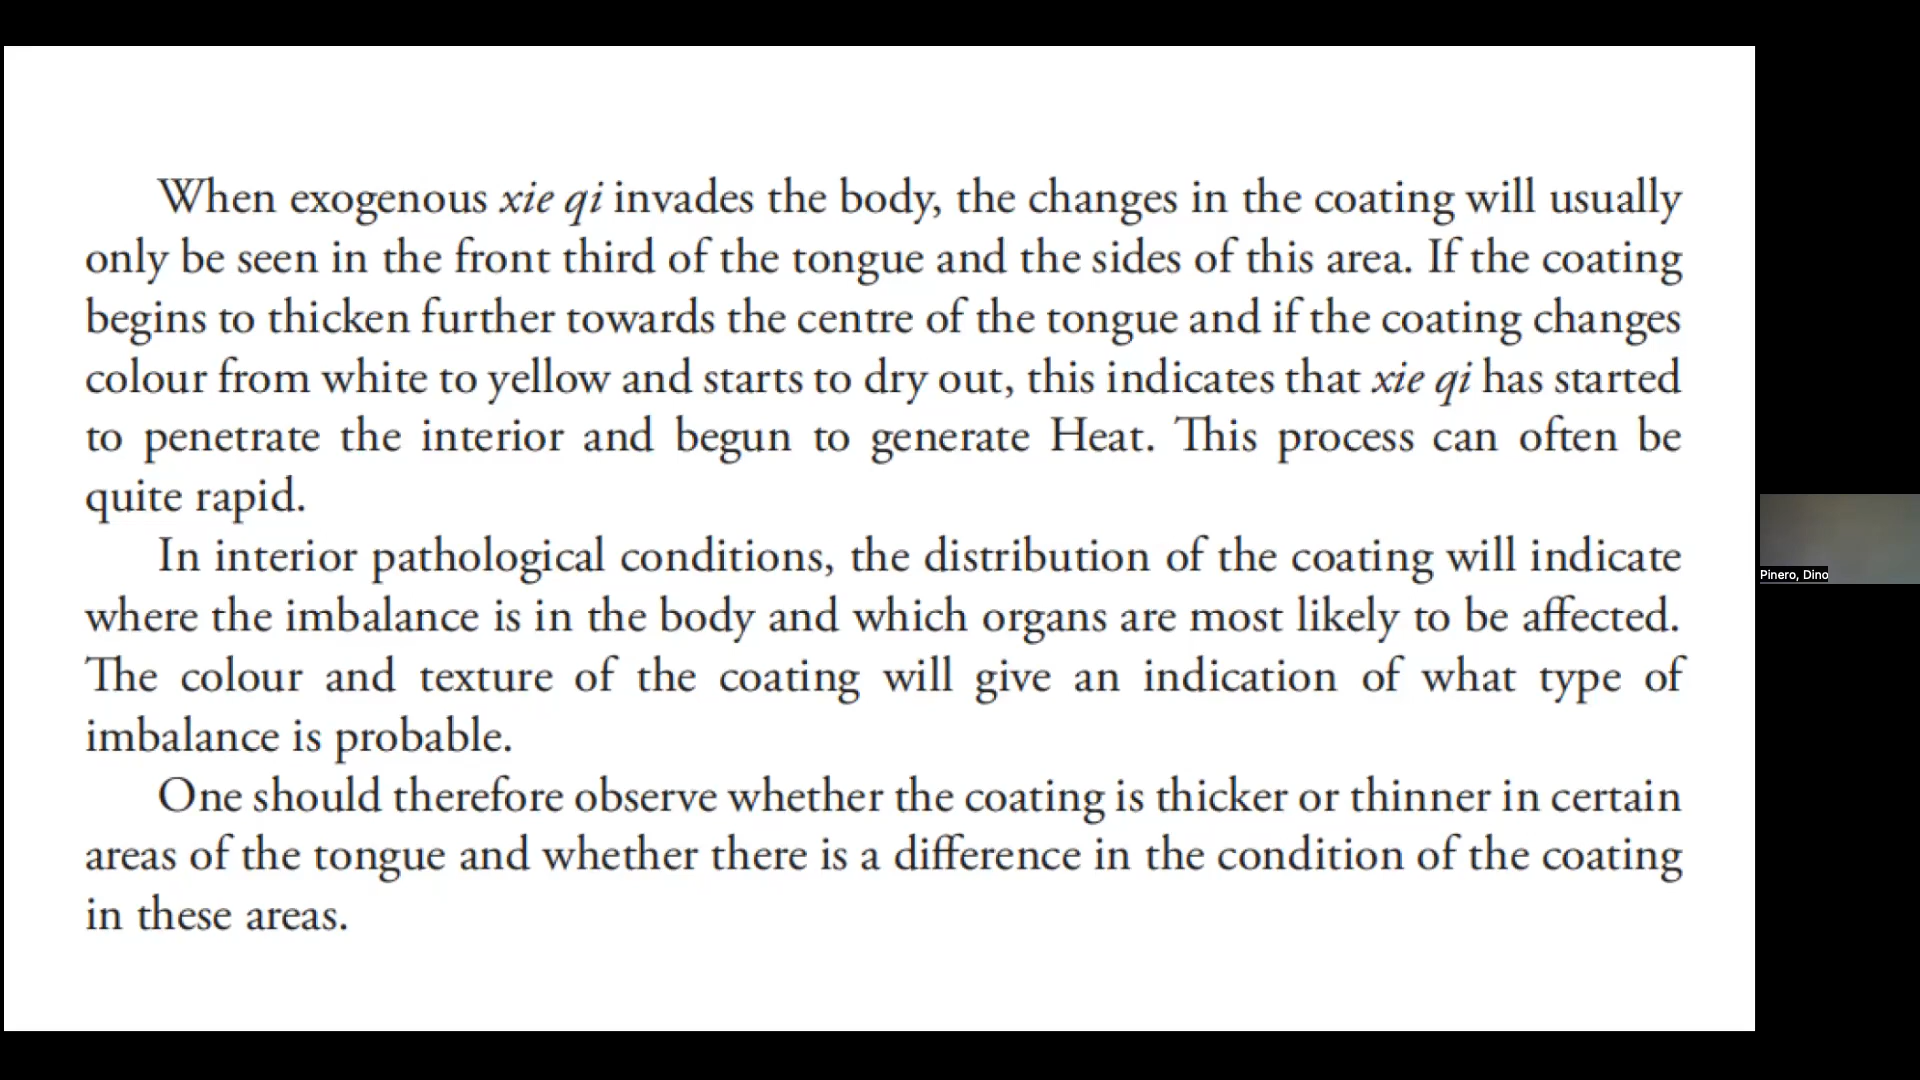 When exogenous xie qi invades the body, the changes in the coating will usually
only be seen in the front third of the tongue and the sides of this area. If the coating
begins to thicken further towards the centre of the tongue and if the coating changes
colour from white to yellow and starts to dry out, this indicates that xie qi has started
to penetrate the interior and begun to generate Heat. This process can often be
quite rapid.
In interior pathological conditions, the distribution of the coating will indicate
where the imbalance is in the body and which organs are most likely to be affected.
The colour and texture of the coating will give an indication of what type of
imbalance is probable.
One should therefore observe whether the coating is thicker or thinner in certain
areas of the tongue and whether there is a difference in the condition of the coating
in these areas.
Pinero, Dino